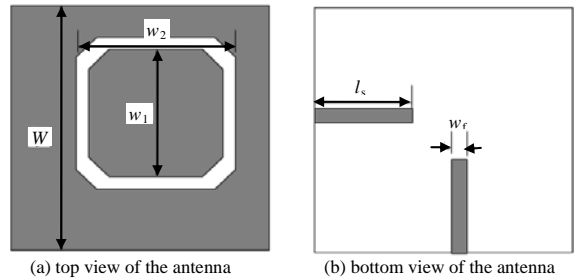 w2
w1
W
ls
wf
(a) top view of the antenna
(b) bottom view of the antenna